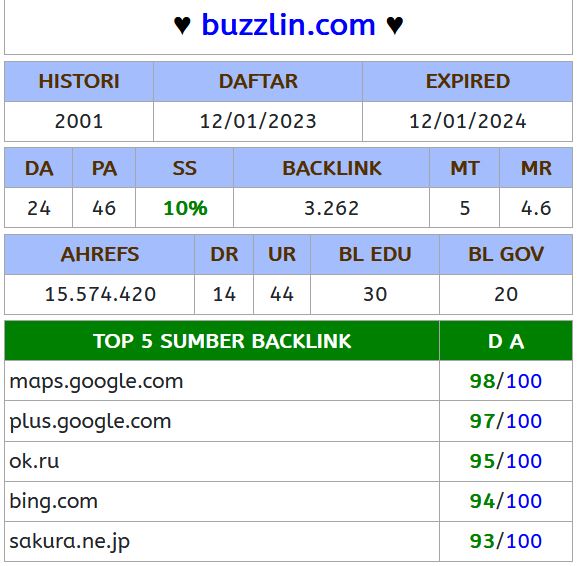 ♥ buzzlin.com ♥
HISTORI DAFTAR EXPIRED
2001 12/01/2023 12/01/2024
DA PA SS BACKLINK MT MR
24 46 10% 3.262 5 4.6
AHREFS DR UR BL EDU BL GOV
15.574.420 14 44 30 20
TOP 5 SUMBER BACKLINK D A
maps.google.com 98/100
plus.google.com 97/100
ok.ru 95/100
bing.com 94/100
sakura.ne.jp 93/100